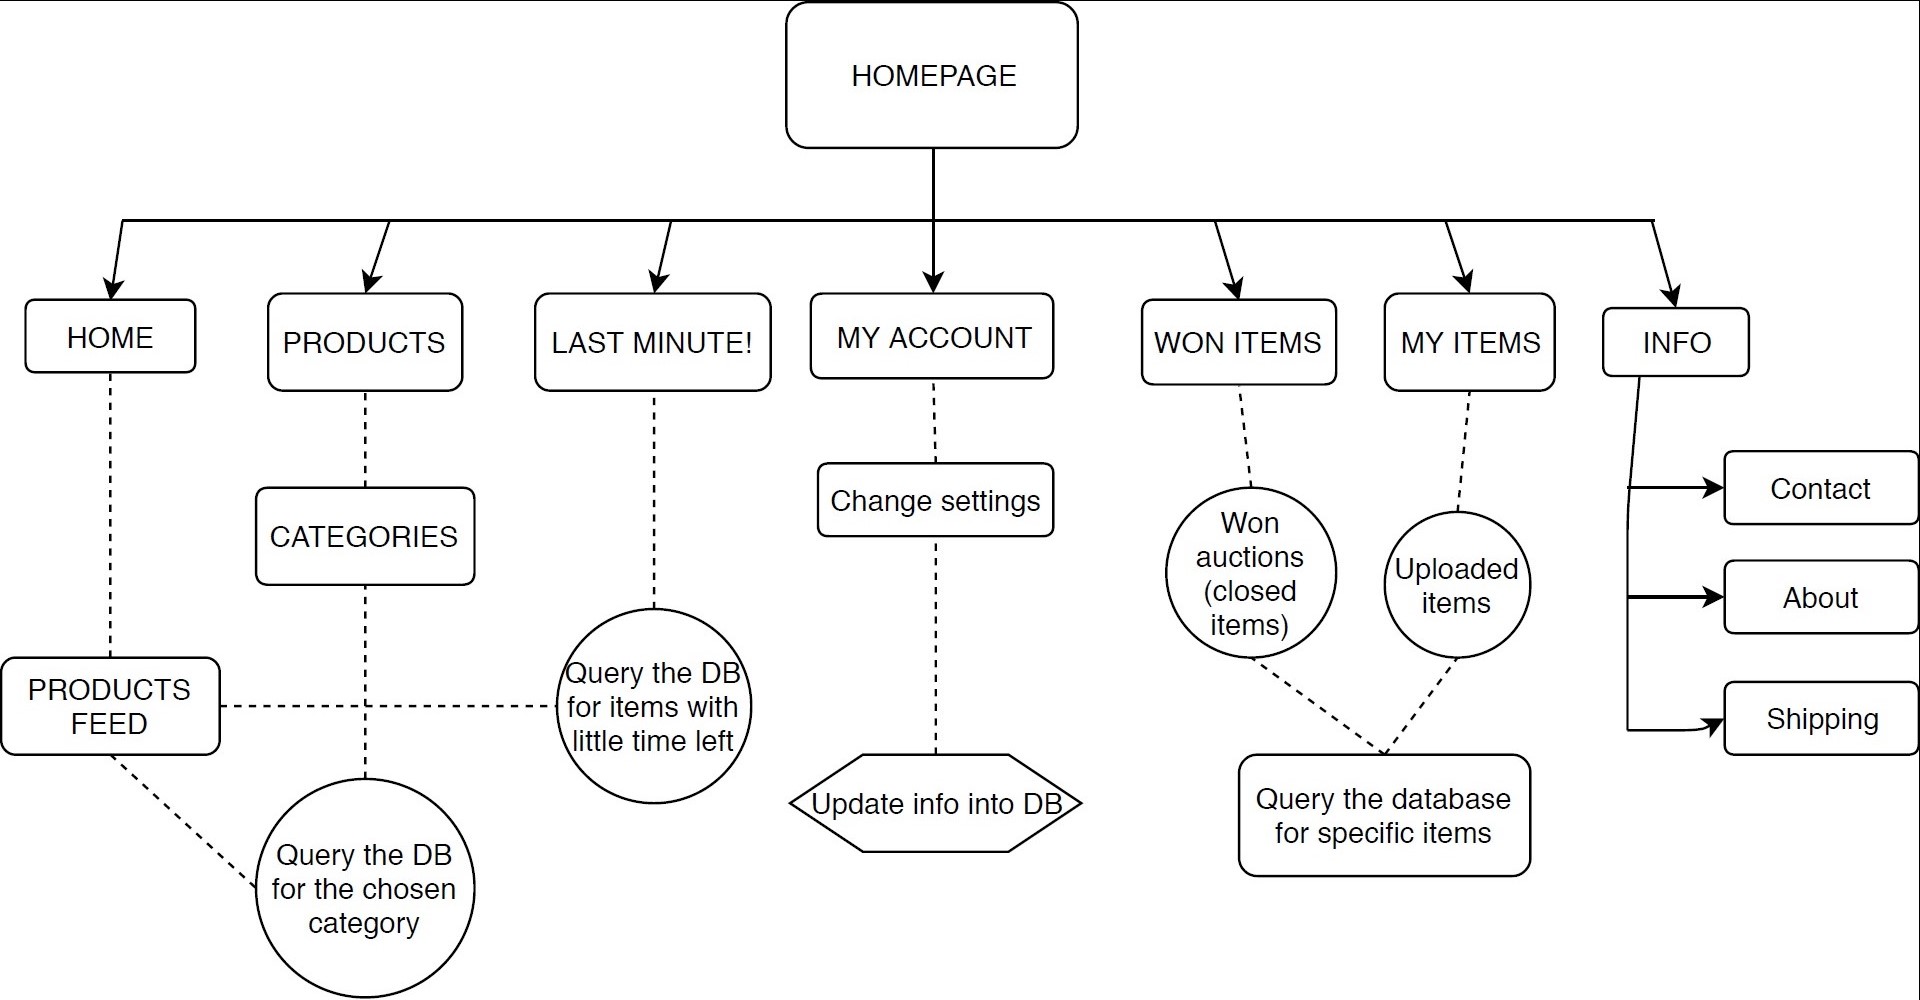 HOMEPAGE
HOME
PRODUCTS
LAST MINUTE!
MY ACCOUNT
WON ITEMS
MY ITEMS
INFO
CATEGORIES
Change settings
Won
auctions
(closed
items)
Uploaded
items
Contact
About
Shipping
PRODUCTS
FEED
Query the DB
for items with
little time left
Update info into DB
Query the database
for specific items
Query the DB
for the chosen
category